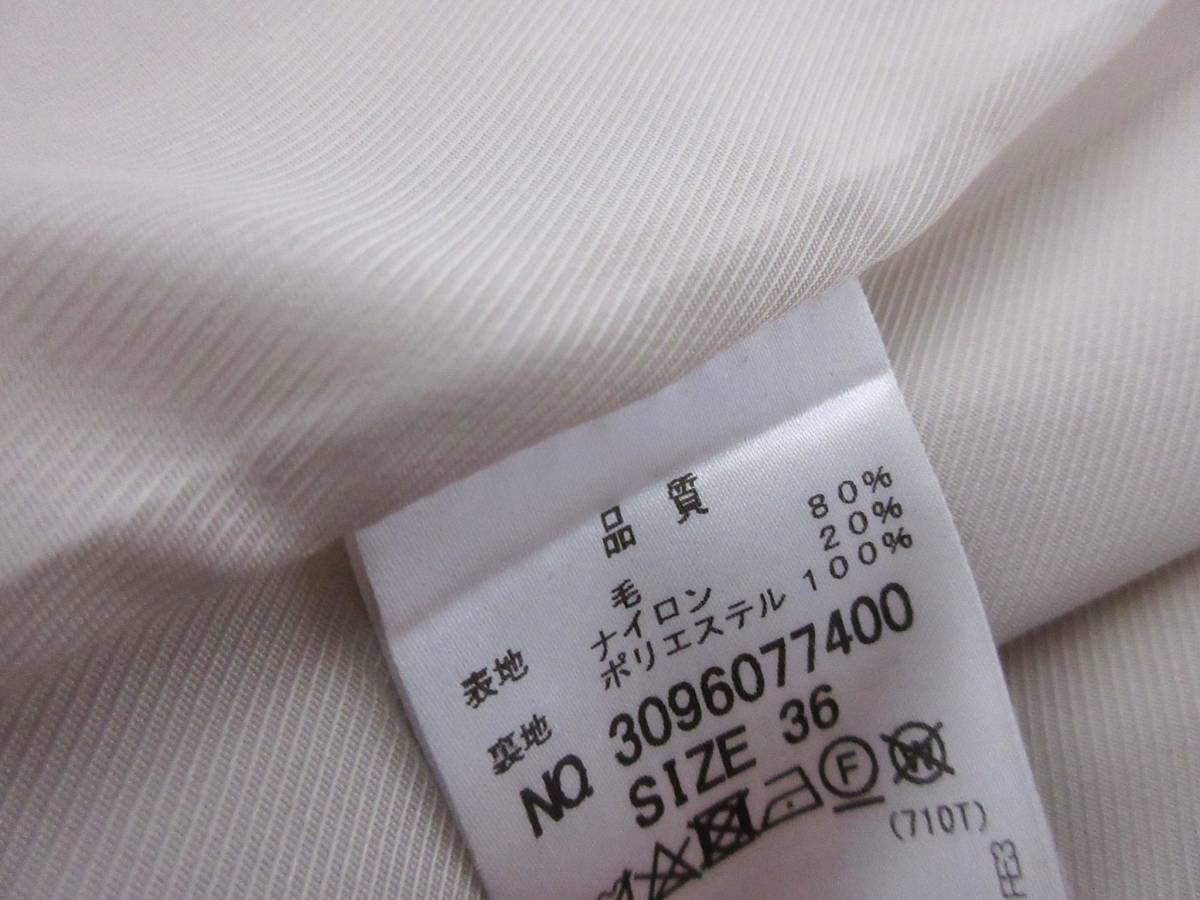 品 質
表地 毛 80%
ナイロン 20%
裏地 ポリエステル 100%
NO. 3096077400
SIZE 36
F W
(710T)